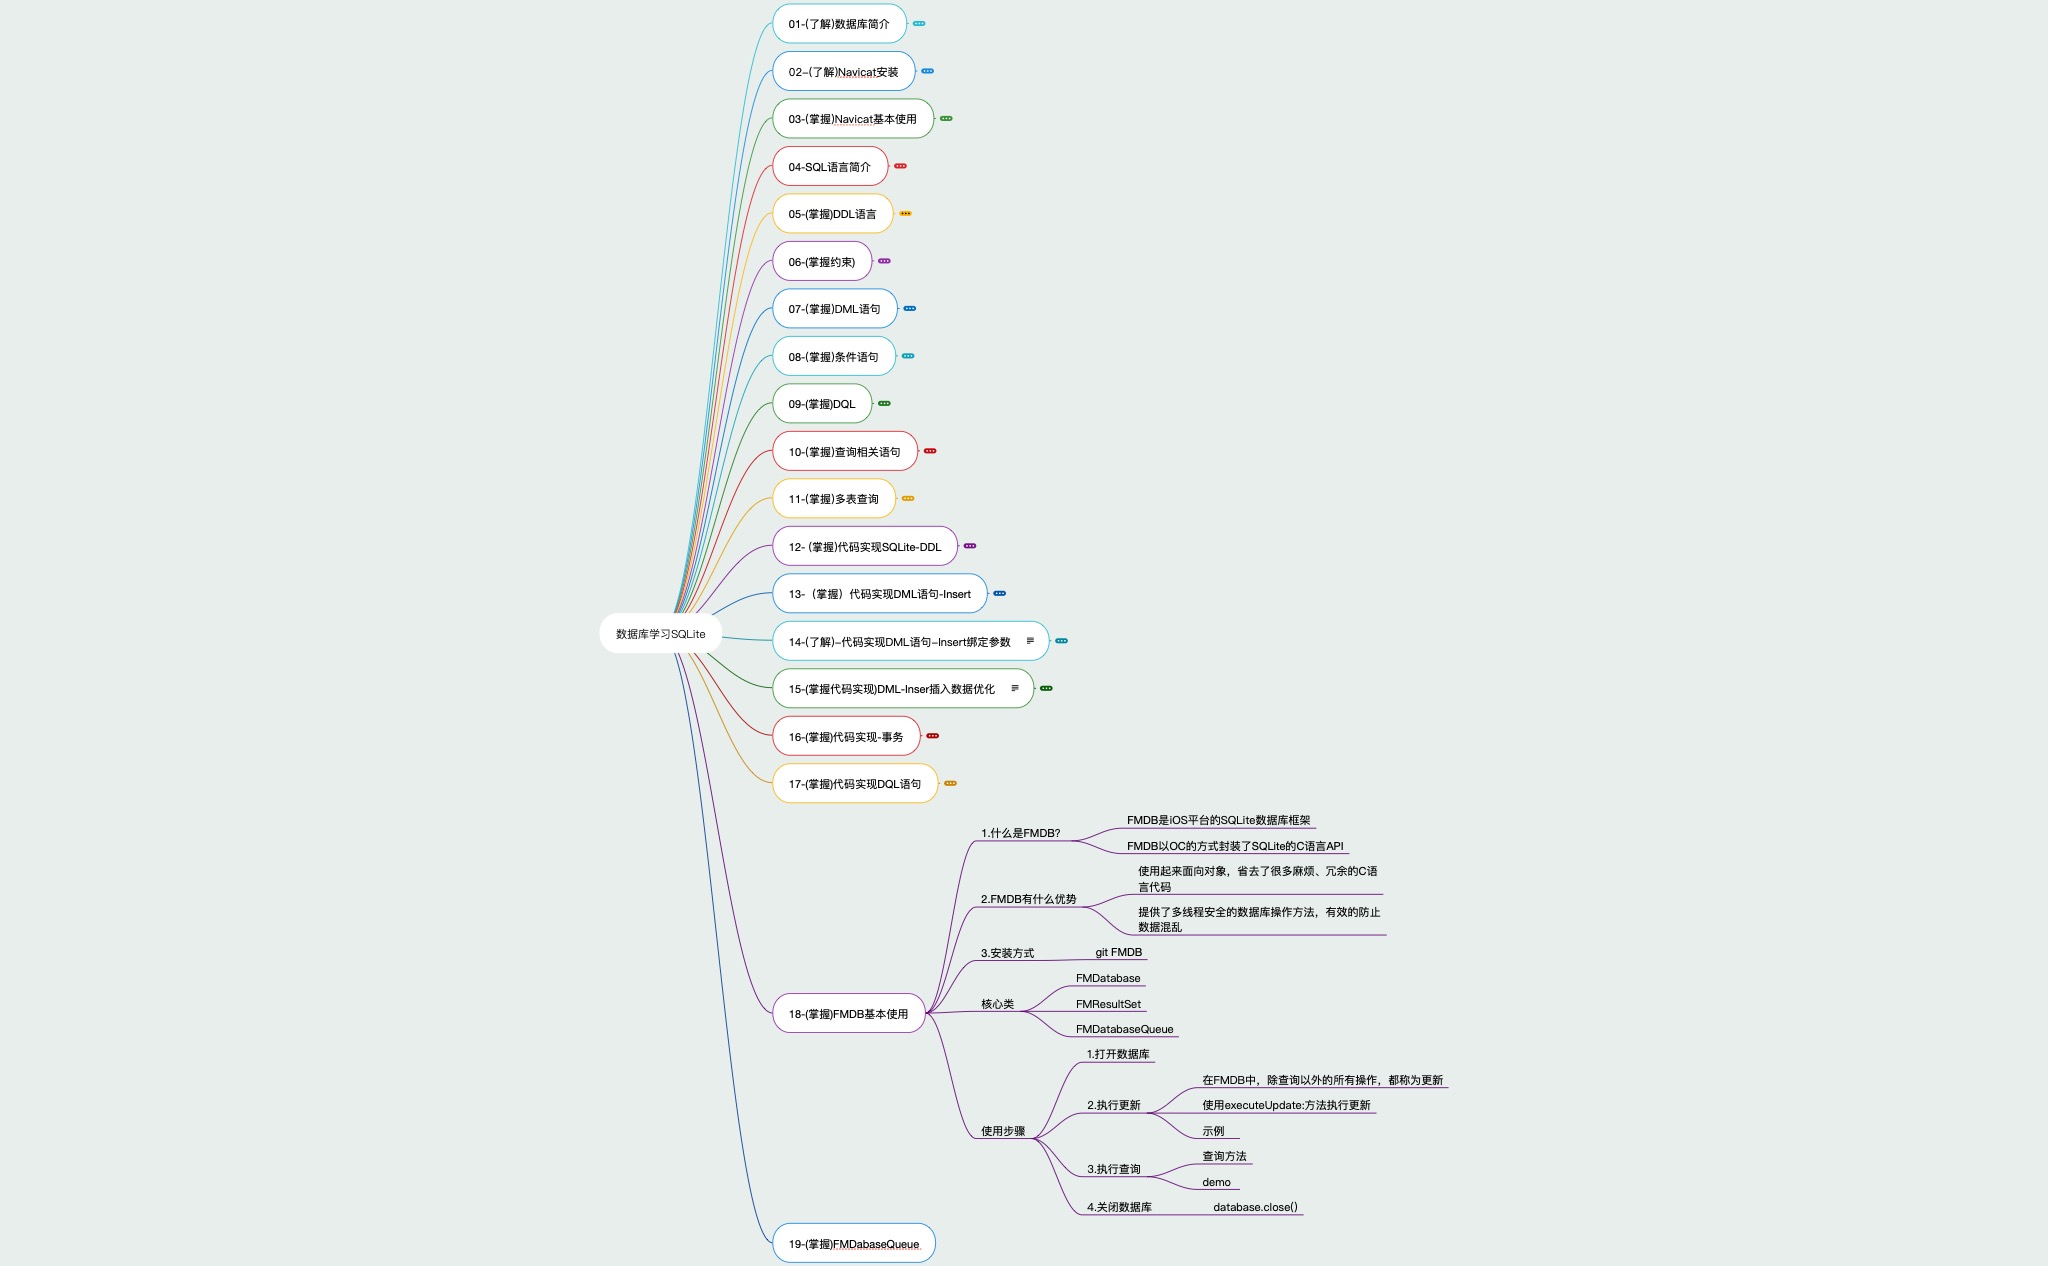 01-(了解)数据库简介
02–(了解)Navicat安装
03-(掌握)Navicat基本使用
04-SQL语言简介
05-(掌握)DDL语言
06-(掌握约束)
07-(掌握)DML语句
08-(掌握)条件语句
09-(掌握)DQL
10-(掌握)查询相关语句
11-(掌握)多表查询
12- (掌握)代码实现SQLite-DDL
13-（掌握）代码实现DML语句-Insert
数据库学习SQLite
14-(了解)–代码实现DML语句–Insert绑定参数
15-(掌握代码实现)DML-Inser插入数据优化
16-(掌握)代码实现-事务
17-(掌握)代码实现DQL语句
18-(掌握)FMDB基本使用
1.什么是FMDB?
FMDB是iOS平台的SQLite数据库框架
FMDB以OC的方式封装了SQLite的C语言API
2.FMDB有什么优势
使用起来面向对象，省去了很多麻烦、冗余的C语
言代码
提供了多线程安全的数据库操作方法，有效的防止
数据混乱
3.安装方式
git FMDB
核心类
FMDatabase
FMResultSet
FMDatabaseQueue
使用步骤
1.打开数据库
2.执行更新
在FMDB中，除查询以外的所有操作，都称为更新
使用executeUpdate:方法执行更新
示例
3.执行查询
查询方法
demo
4.关闭数据库
database.close()
19-(掌握)FMDabaseQueue